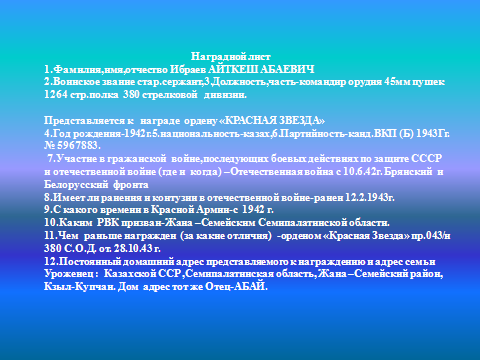 Наградной лист
1.Фамилия,имя,отчество Ибраев АЙТКЕШ АБАЕВИЧ
2.Воинское звание стар.сержант,3.Должность,часть-командир орудия 45мм пушек
1264 стр.полка 380 стрелковой дивизии.
Представляется к награде ордену «КРАСНАЯ ЗВЕЗДА»
4.Год рождения-1942г.5.национальность-казах,6.Партийность-канд.ВКП (Б) 1943Гг.
№ 5967883.
7.Участие в гражанской войне,последующих боевых действиях по защите СССР
и отечественной войне (где и когда) –Отечественная война с 10.6.42г. Брянский и
Белорусский фронта
8.Имеет ли ранения и контузии в отечественной войне-ранен 12.2.1943г.
9.С какого времени в Красной Армии-с 1942 г.
10.Каким РВК призван-Жана –Семейским Семипалатинской области.
11.Чем раньше награжден (за какие отличия) -орденом «Красная Звезда» пр.043/н
380 С.О.Д. от. 28.10.43 г.
12.Постоянный домашний адрес представляемого к награждению и адрес семьи
Уроженец : Казахской ССР,Семипалатинская область,Жана –Семейский район,
Кзыл-Купчан. Дом адрес тот же Отец-АБАЙ.